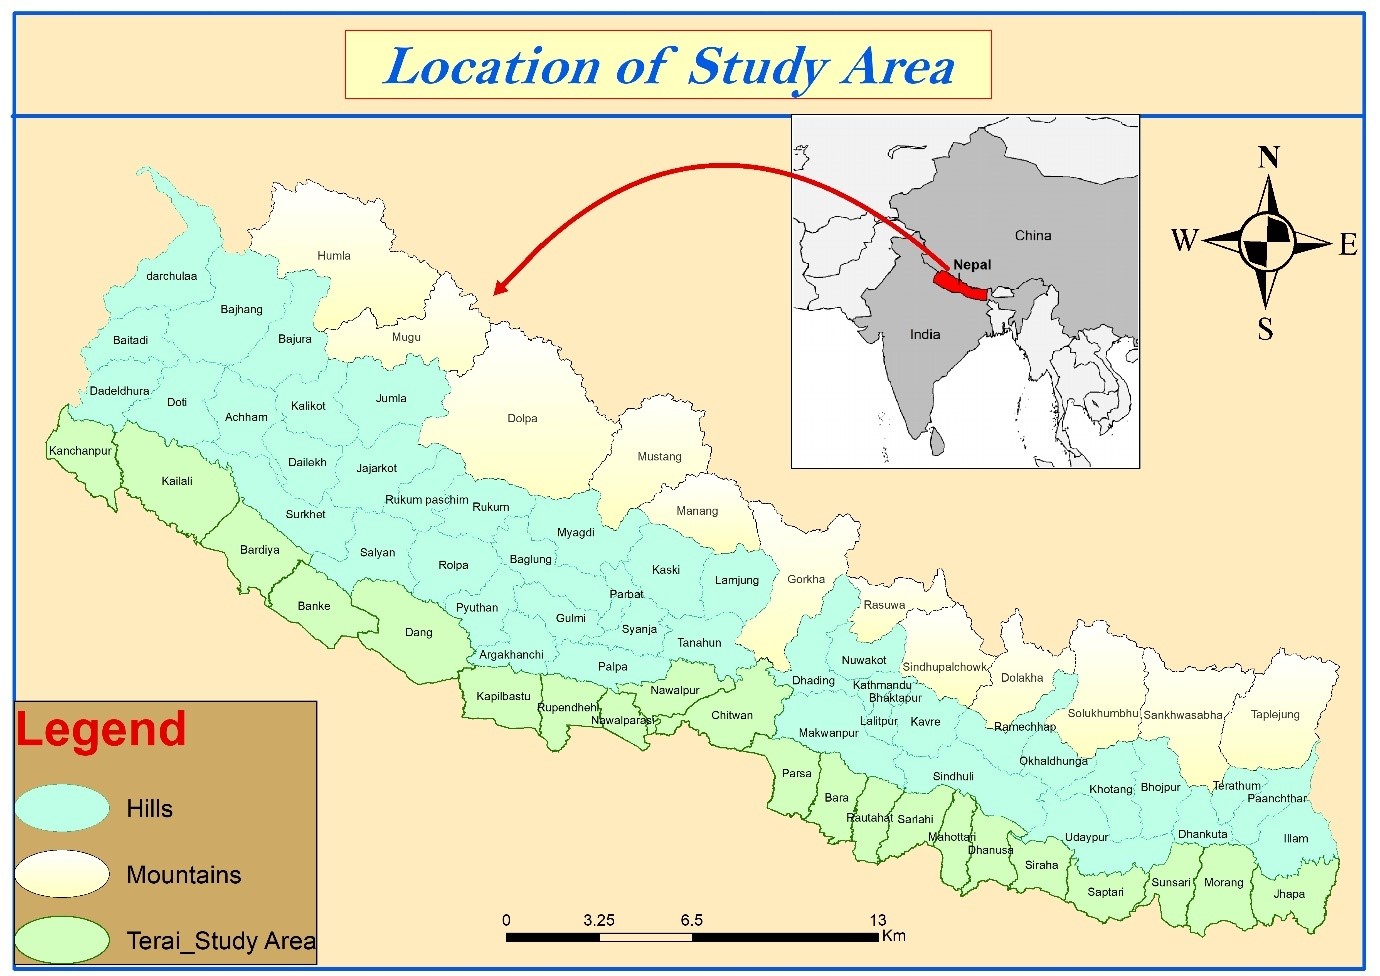 Location of Study Area
N
W
E
S
China
Nepal
India
Humla
darchulaa
Bajhang
Mugu
Baitadi
Bajura
Dadeldhura
Doti
Kalikot
Jumla
Achham
Dolpa
Kanchanpur
Mustang
Dailekh
Jajarkot
Kailali
Rukum paschim
Rukum
Manang
Surkhet
Myagdi
Bardiya
Salyan
Baglung
Rolpa
Kaski
Lamjung
Gorkha
Parbat
Rasuwa
Banke
Pyuthan
Gulmi
Syanja
Dang
Tanahun
Argakhanchi
Palpa
Nuwakot
Sindhupalchowk
Dhading
Dolakha
Kathmandu
Bhaktapur
Kapilbastu
Nawalpur
Rupendhehi
Nawalparasi
Chitwan
Lalitpur
Kavre
Ramechhap
Solukhumbhu
Sankhwasabha
Taplejung
Makwanpur
Okhaldhunga
Parsa
Sindhuli
Khotang
Bhojpur
Terathum
Paanchthar
Bara
Rautahat
Sarlahi
Mahottari
Dhanusa
Udaypur
Dhankuta
Illam
Siraha
Saptari
Sunsari
Morang
Jhapa
Legend
Hills
Mountains
Terai_Study Area
0 3.25 6.5 13
Km